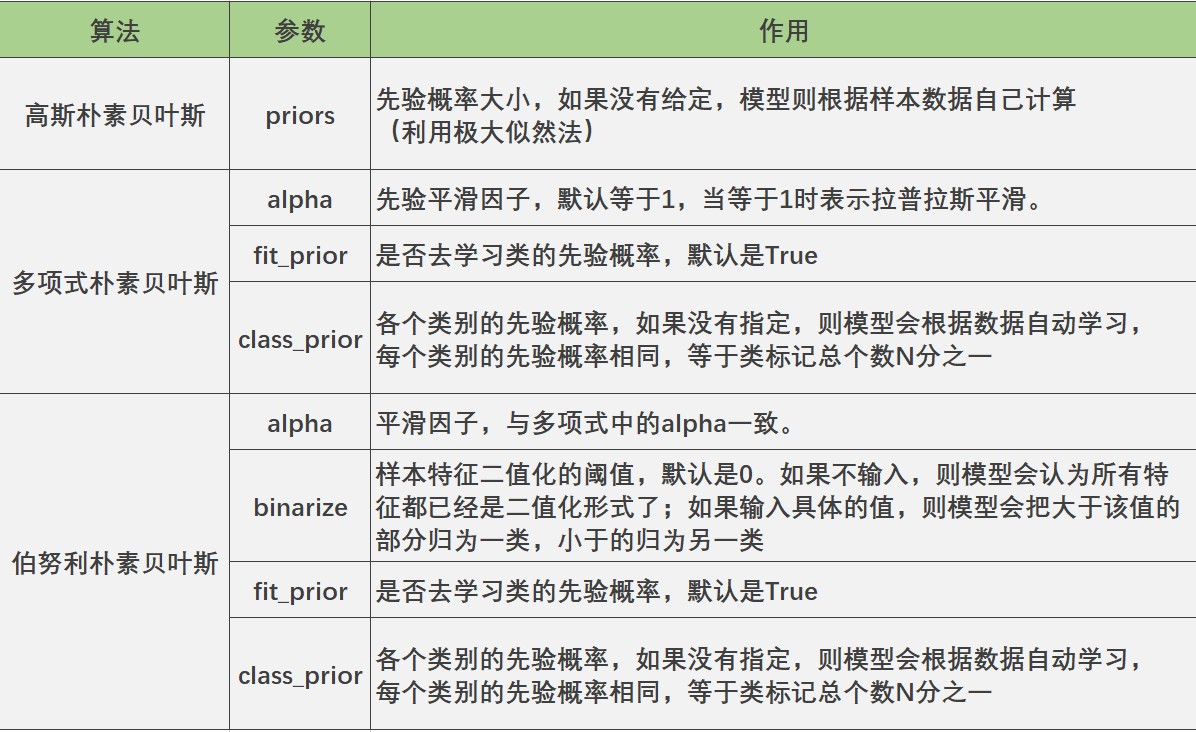 算法 参数 作用
高斯朴素贝叶斯 priors
先验概率大小，如果没有给定，模型则根据样本数据自己计算
（利用极大似然法）
多项式朴素贝叶斯
alpha 先验平滑因子，默认等于1，当等于1时表示拉普拉斯平滑。
fit_prior 是否去学习类的先验概率，默认是True
class_prior
各个类别的先验概率，如果没有指定，则模型会根据数据自动学习，
每个类别的先验概率相同，等于类标记总个数N分之一
伯努利朴素贝叶斯
alpha 平滑因子，与多项式中的alpha一致。
binarize
样本特征二值化的阈值，默认是0。如果不输入，则模型会认为所有特
征都已经是二值化形式了；如果输入具体的值，则模型会把大于该值的
部分归为一类，小于的归为另一类
fit_prior 是否去学习类的先验概率，默认是True
class_prior
各个类别的先验概率，如果没有指定，则模型会根据数据自动学习，
每个类别的先验概率相同，等于类标记总个数N分之一